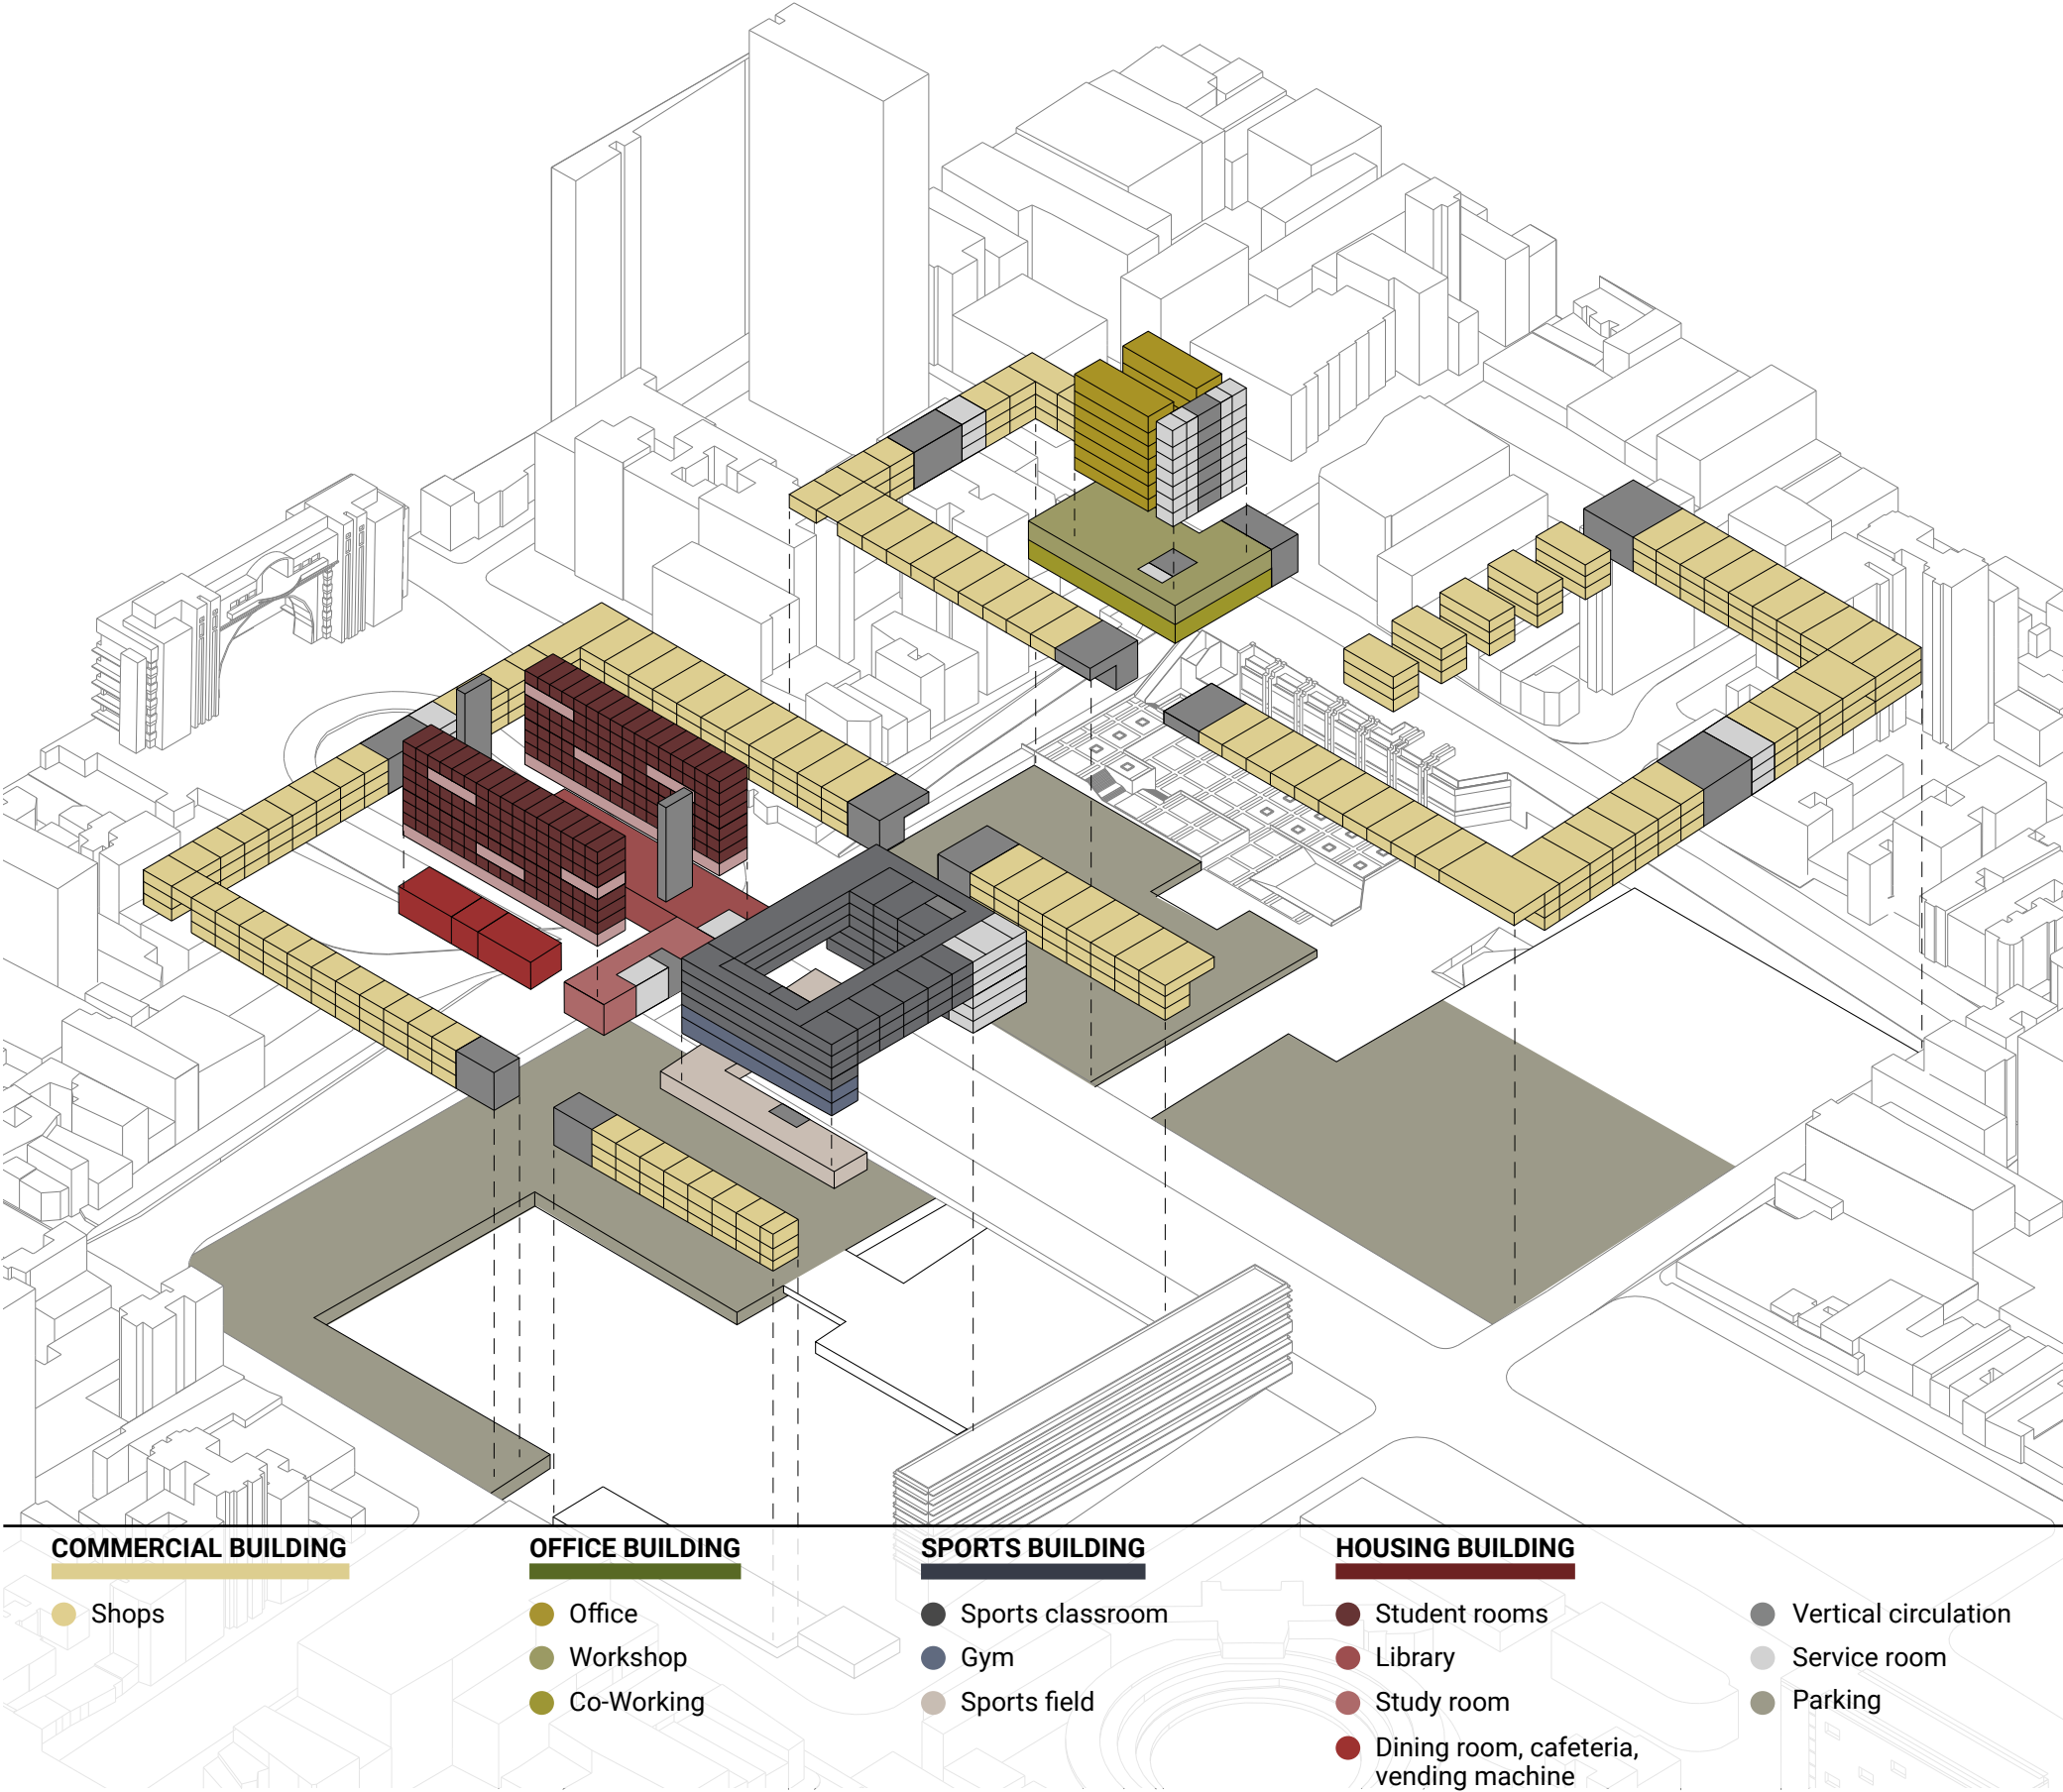 COMMERCIAL BUILDING
Shops
OFFICE BUILDING
Office
Workshop
Co-Working
SPORTS BUILDING
Sports classroom
Gym
Sports field
HOUSING BUILDING
Student rooms
Library
Study room
Dining room, cafeteria,
vending machine
Vertical circulation
Service room
Parking